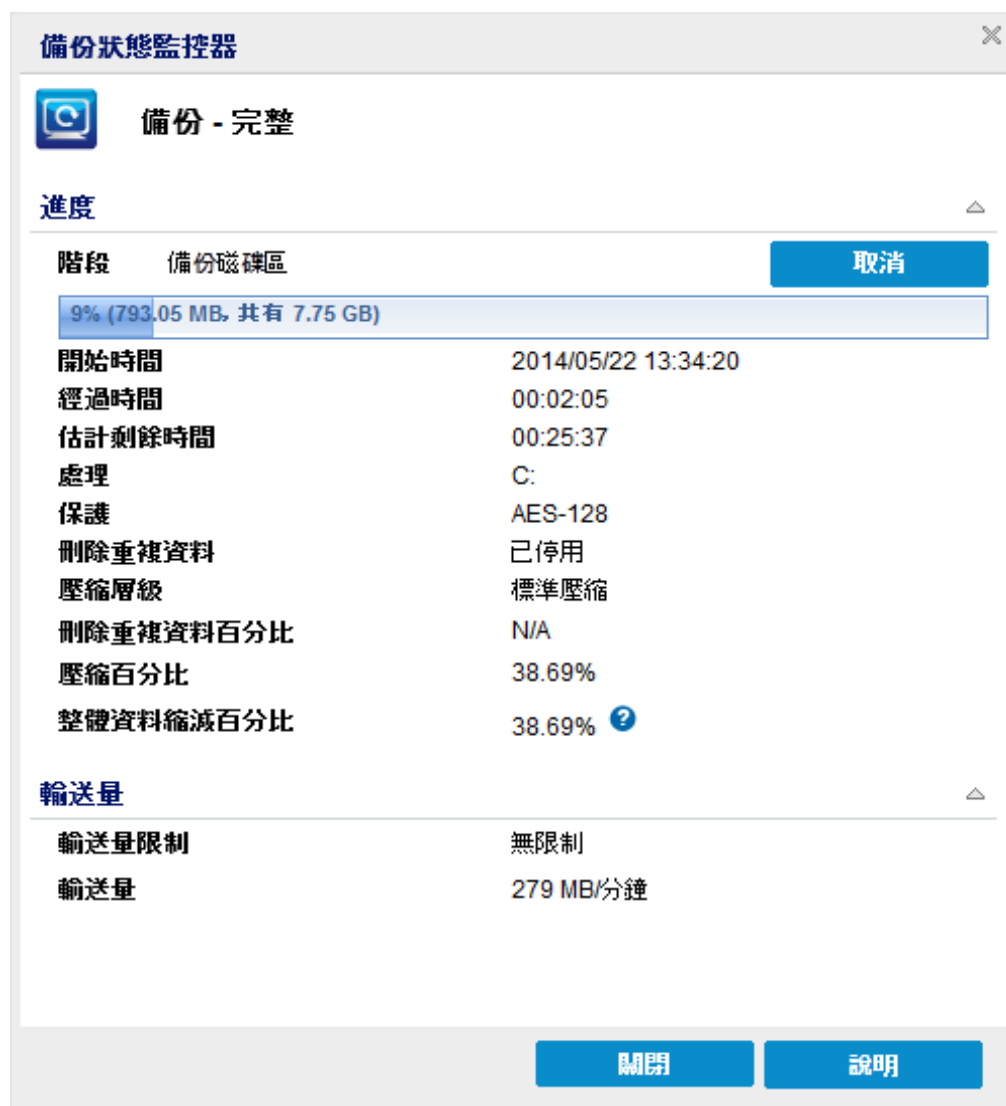 備份狀態監控器
備份 - 完整
進度
階段 備份磁碟區 取消
9% (793.05 MB, 共有 7.75 GB)
開始時間 2014/05/22 13:34:20
經過時間 00:02:05
估計剩餘時間 00:25:37
處理 C:
保護 AES-128
刪除重複資料 已停用
壓縮層級 標準壓縮
刪除重複資料百分比 N/A
壓縮百分比 38.69%
整體資料縮減百分比 38.69% ?
輸送量
輸送量限制 無限制
輸送量 279 MB/分鐘
關閉 說明